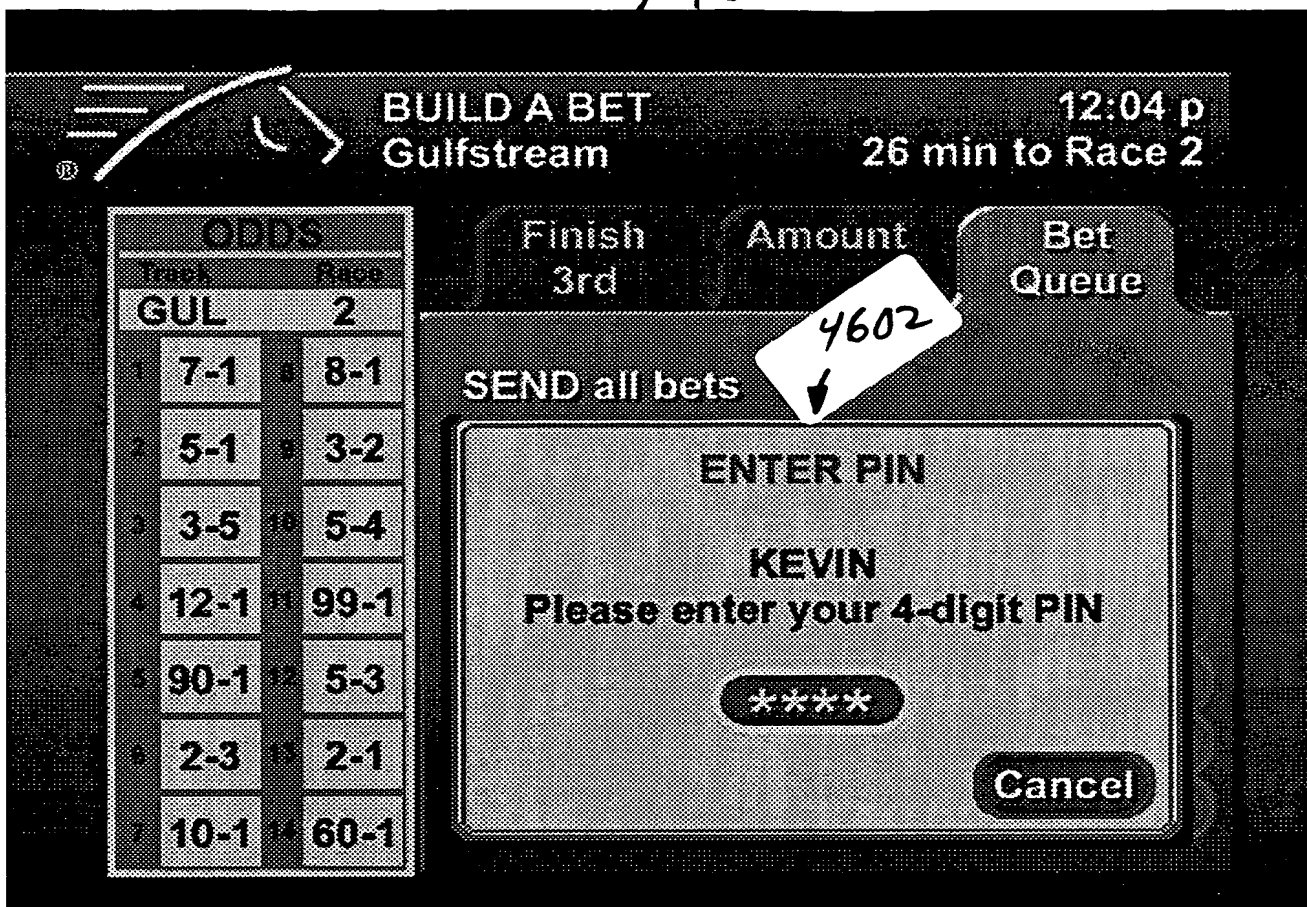 BUILD A BET
Gulfstream
12:04 p
26 min to Race 2
®
ODDS
Track Race
GUL 2
1 7-1 8 8-1
2 5-1 9 3-2
3 3-5 10 5-4
4 12-1 11 99-1
5 90-1 12 5-3
6 2-3 13 2-1
7 10-1 14 60-1
Finish
3rd
Amount
Bet
Queue
4602
SEND all bets
ENTER PIN
KEVIN
Please enter your 4-digit PIN
****
Cancel